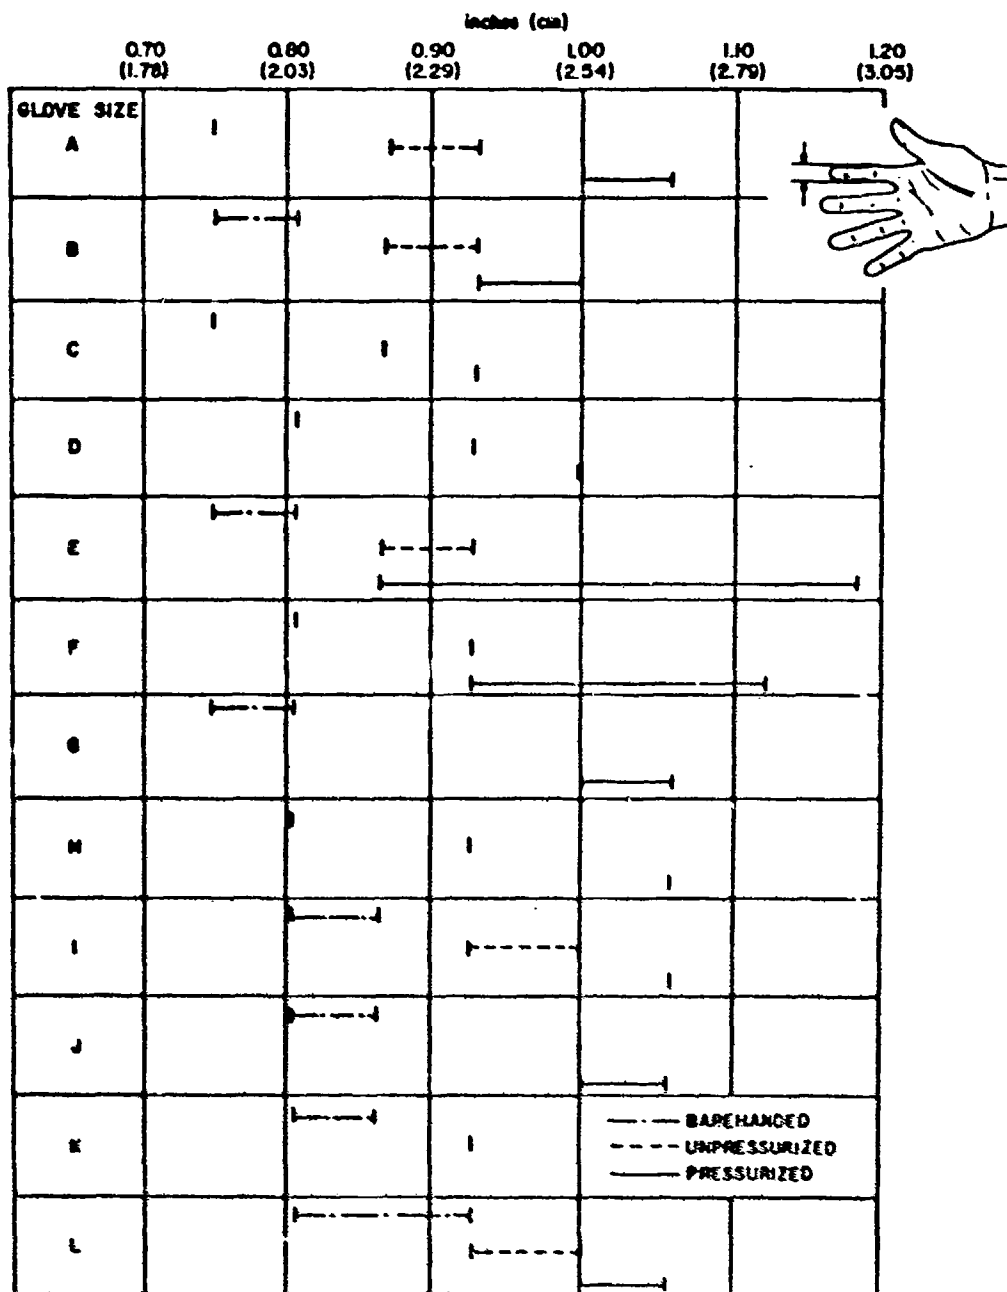 inches (cm)
0.70 0.80 0.90 1.00 1.10 1.20
(1.78) (2.03) (2.29) (2.54) (2.79) (3.05)
GLOVE SIZE
A
B
C
D
E
F
G
H
I
J
K
L
BAREHANDED
UNPRESSURIZED
PRESSURIZED